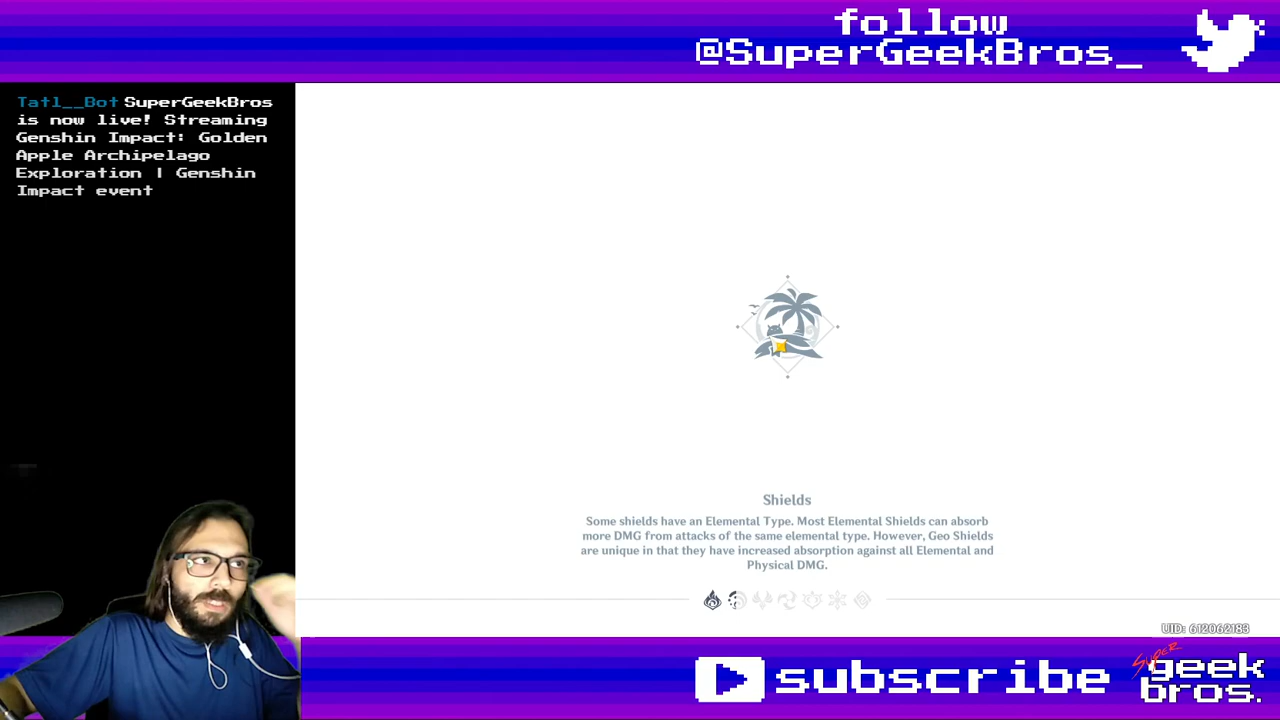 follow
@SuperGeekBros_
Tatl__Bot SuperGeekBros
is now live! Streaming
Genshin Impact: Golden
Apple Archipelago
Exploration | Genshin
Impact event
Shields
Some shields have an Elemental Type. Most Elemental Shields can absorb
more DMG from attacks of the same elemental type. However, Geo Shields
are unique in that they have increased absorption against all Elemental and
Physical DMG.
UID: 612062183
subscribe
SUPER
geek
bros.